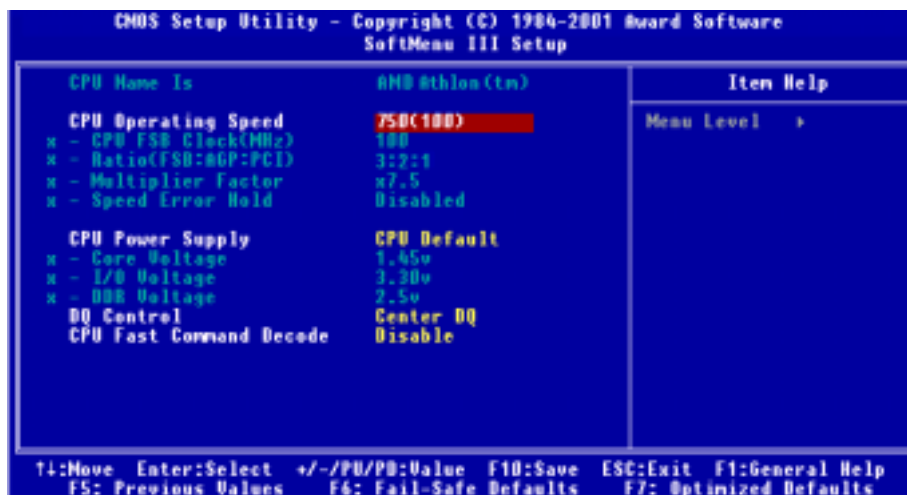 CMOS Setup Utility - Copyright (C) 1984-2001 Award Software
SoftMenu III Setup
CPU Name Is AMD Athlon(tm)
Item Help
CPU Operating Speed 750(100)
Menu Level ▸
x - CPU FSB Clock(MHz) 100
x - Ratio(FSB:AGP:PCI) 3:2:1
x - Multiplier Factor x7.5
x - Speed Error Hold Disabled
CPU Power Supply CPU Default
x - Core Voltage 1.45v
x - I/O Voltage 3.30v
x - DDR Voltage 2.5v
DQ Control Center DQ
CPU Fast Command Decode Disable
↑↓:Move Enter:Select +/-/PU/PD:Value F10:Save ESC:Exit F1:General Help
F5: Previous Values F6: Fail-Safe Defaults F7: Optimized Defaults